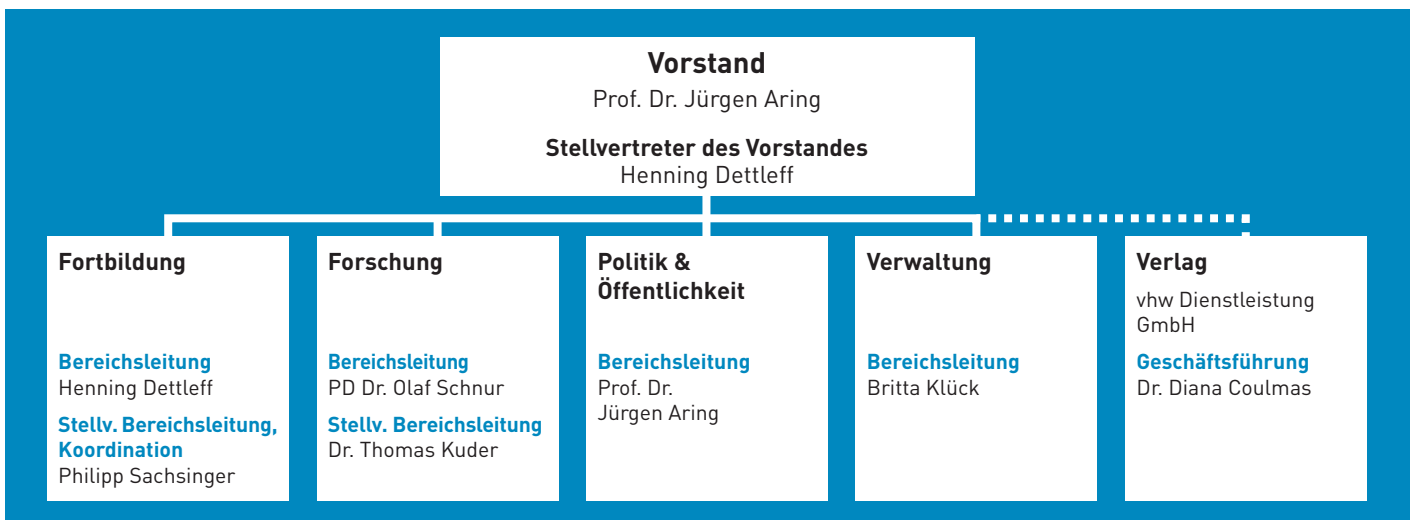 Vorstand
Prof. Dr. Jürgen Aring
Stellvertreter des Vorstandes
Henning Dettleff
Fortbildung
Bereichsleitung
Henning Dettleff
Stellv. Bereichsleitung,
Koordination
Philipp Sachsinger
Forschung
Bereichsleitung
PD Dr. Olaf Schnur
Stellv. Bereichsleitung
Dr. Thomas Kuder
Politik &
Öffentlichkeit
Bereichsleitung
Prof. Dr.
Jürgen Aring
Verwaltung
Bereichsleitung
Britta Klück
Verlag
vhw Dienstleistung
GmbH
Geschäftsführung
Dr. Diana Coulmas